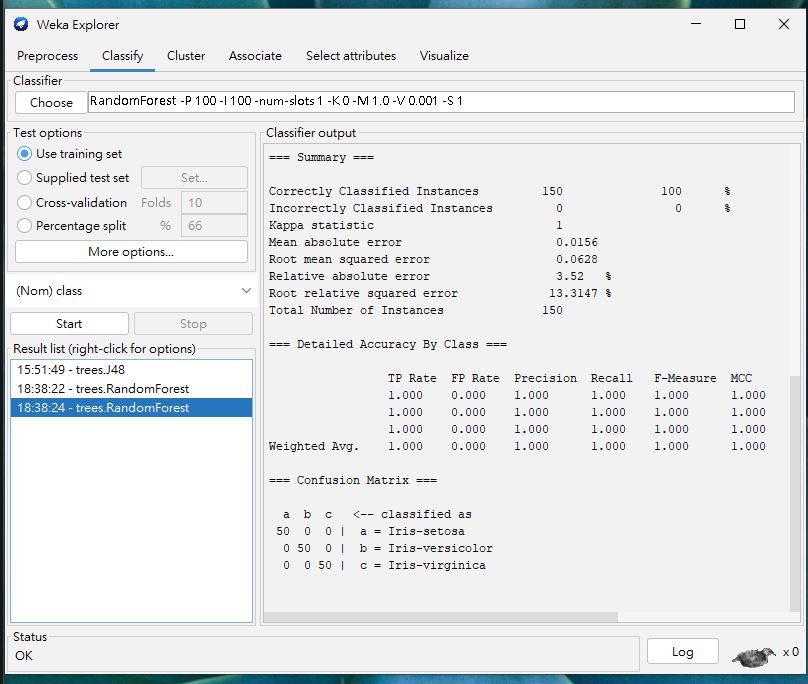 Weka Explorer
Preprocess Classify Cluster Associate Select attributes Visualize
Classifier
Choose RandomForest -P 100 -I 100 -num-slots 1 -K 0 -M 1.0 -V 0.001 -S 1
Test options
Use training set
Supplied test set Set...
Cross-validation Folds 10
Percentage split % 66
More options...
(Nom) class
Start Stop
Result list (right-click for options)
15:51:49 - trees.J48
18:38:22 - trees.RandomForest
18:38:24 - trees.RandomForest
Classifier output
=== Summary ===
Correctly Classified Instances 150 100 %
Incorrectly Classified Instances 0 0 %
Kappa statistic 1
Mean absolute error 0.0156
Root mean squared error 0.0628
Relative absolute error 3.52 %
Root relative squared error 13.3147 %
Total Number of Instances 150
=== Detailed Accuracy By Class ===
TP Rate FP Rate Precision Recall F-Measure MCC
1.000 0.000 1.000 1.000 1.000 1.000
1.000 0.000 1.000 1.000 1.000 1.000
1.000 0.000 1.000 1.000 1.000 1.000
Weighted Avg. 1.000 0.000 1.000 1.000 1.000 1.000
=== Confusion Matrix ===
a b c <-- classified as
50 0 0 | a = Iris-setosa
0 50 0 | b = Iris-versicolor
0 0 50 | c = Iris-virginica
Status
OK
Log x 0